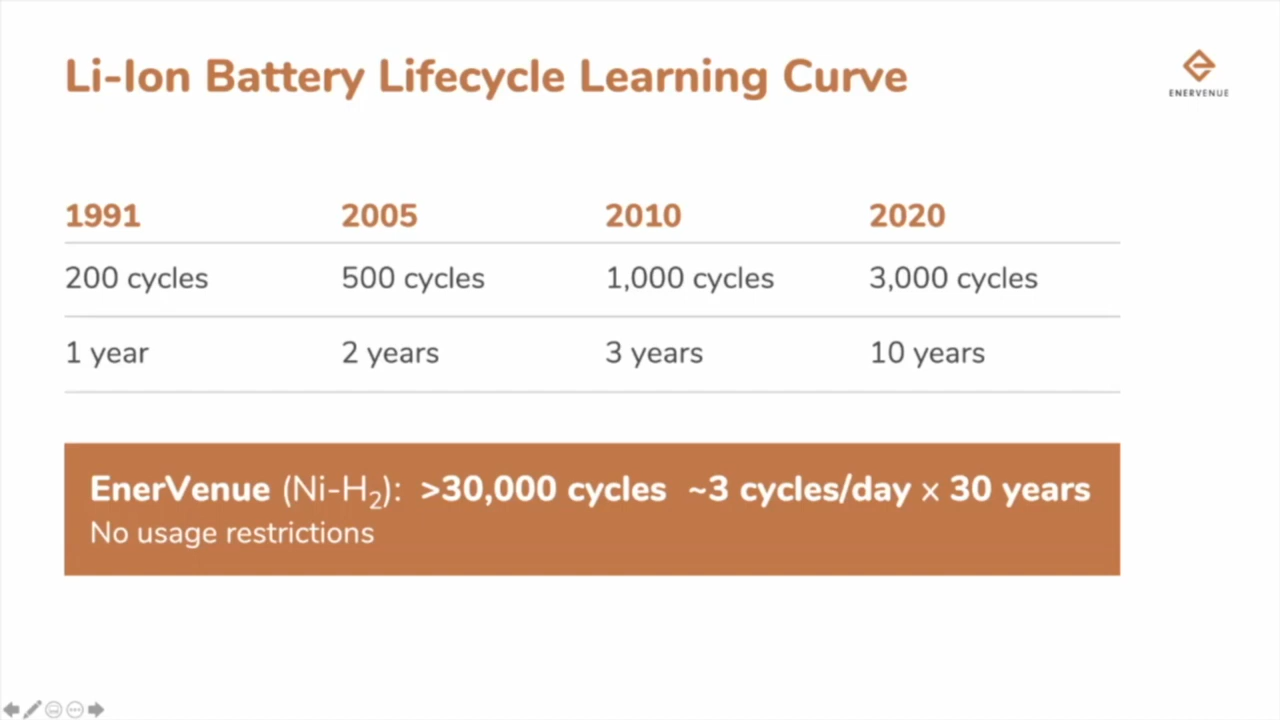 Li-Ion Battery Lifecycle Learning Curve
ENERVENUE
1991 2005 2010 2020
200 cycles 500 cycles 1,000 cycles 3,000 cycles
1 year 2 years 3 years 10 years
EnerVenue (Ni-H₂): >30,000 cycles ~3 cycles/day x 30 years
No usage restrictions